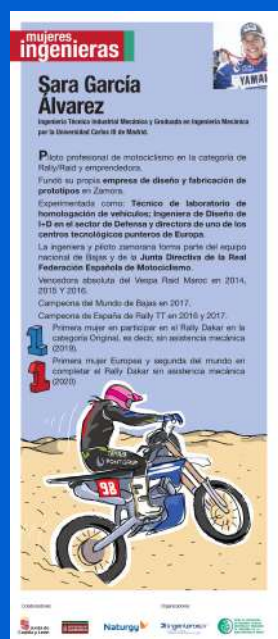 mujeres
ingenieras
Sara García
Álvarez
Ingeniera Técnica Industrial Mecánica y Graduada en Ingeniería Mecánica
por la Universidad Carlos III de Madrid.
Piloto profesional de motociclismo en la categoría de
Rally/Raid y emprendedora.
Fundó su propia empresa de diseño y fabricación de
prototipos en Zamora.
Experimentada como: Técnico de laboratorio de
homologación de vehículos; Ingeniera de Diseño de
I+D en el sector de Defensa y directora de uno de los
centros tecnológicos punteros de Europa.
La ingeniera y piloto zamorana forma parte del equipo
nacional de Bajas y de la Junta Directiva de la Real
Federación Española de Motociclismo.
Vencedora absoluta del Vespa Raid Maroc en 2014,
2015 Y 2016.
Campeona del Mundo de Bajas en 2017.
Campeona de España de Rally TT en 2016 y 2017.
1 Primera mujer en participar en el Rally Dakar en la
categoría Original, es decir, sin asistencia mecánica
(2019).
1 Primera mujer Europea y segunda del mundo en
completar el Rally Dakar sin asistencia mecánica
(2020)
YAMA
98
Junta de
Castilla y León
Naturgy
ingenieros